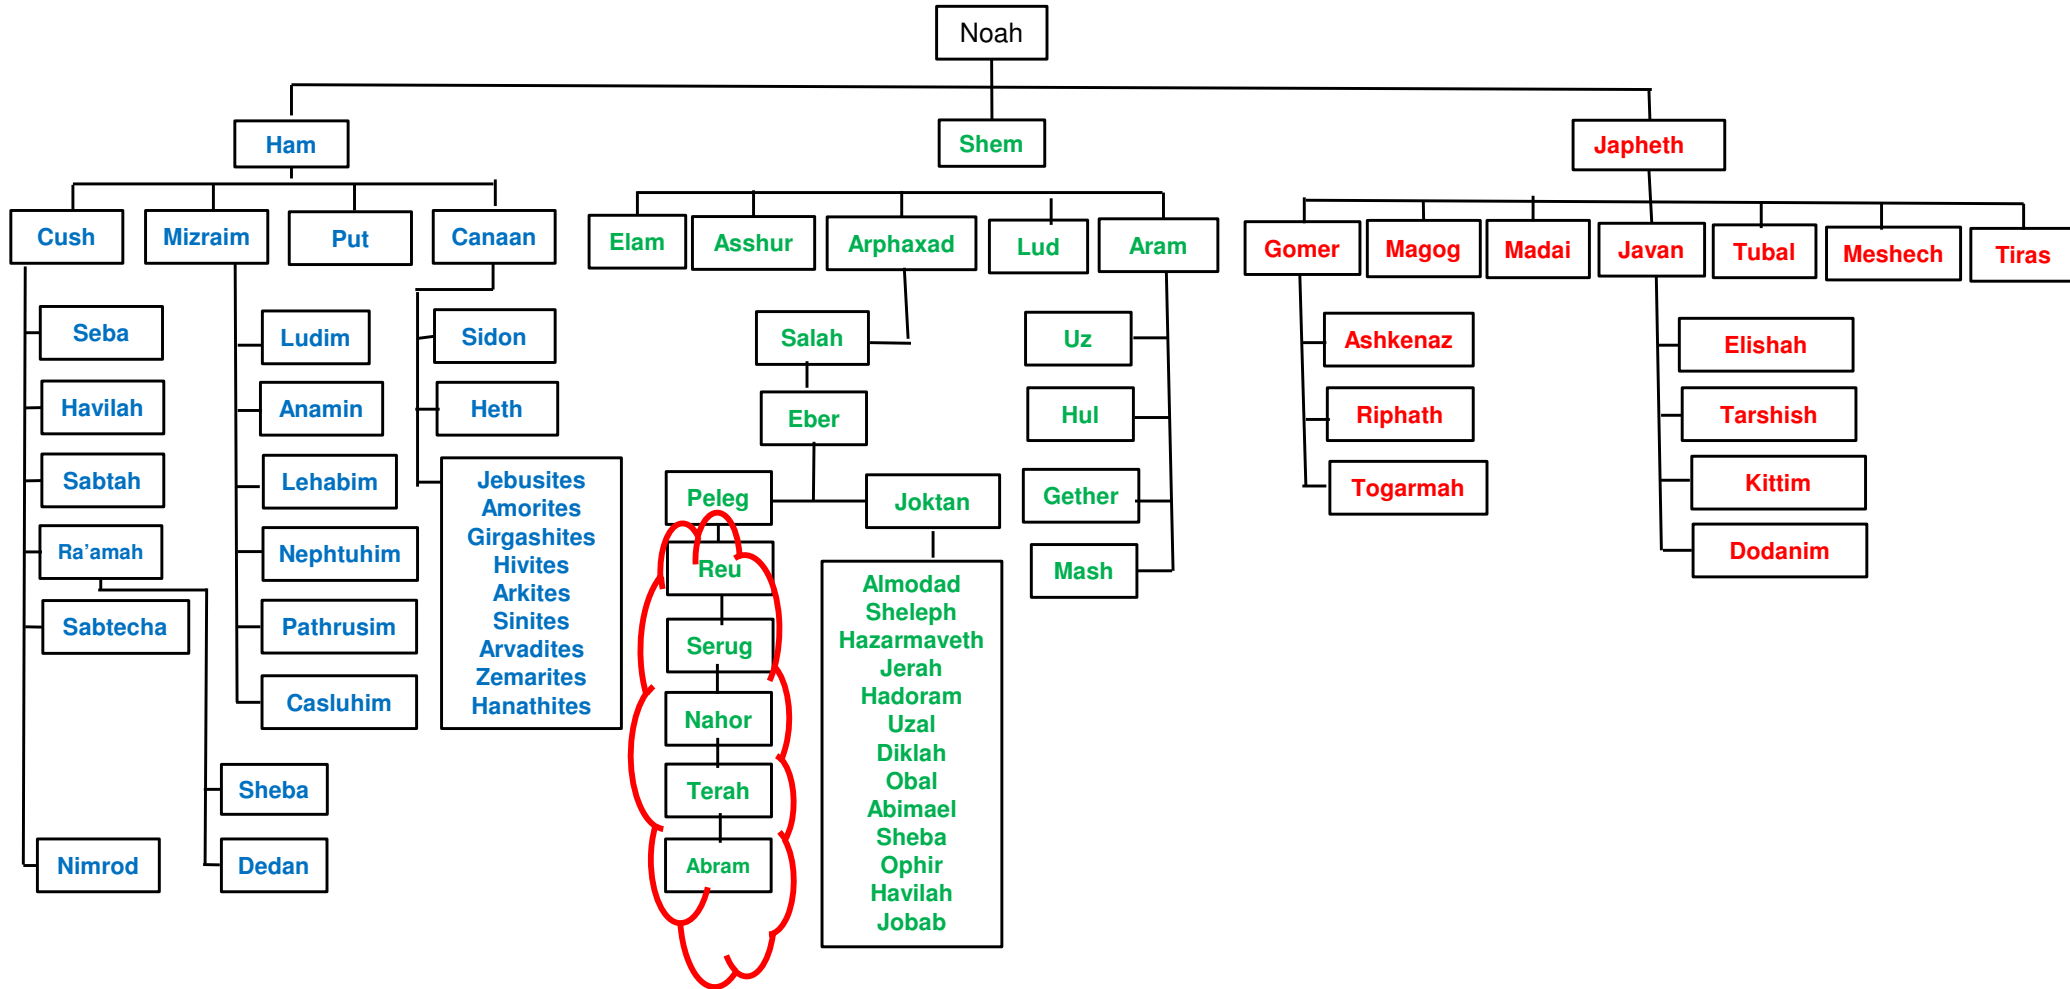 Noah
Ham
Shem
Japheth
Cush
Mizraim
Put
Canaan
Elam
Asshur
Arphaxad
Lud
Aram
Gomer
Magog
Madai
Javan
Tubal
Meshech
Tiras
Seba
Havilah
Sabtah
Ra’amah
Sabtecha
Nimrod
Sheba
Dedan
Ludim
Anamin
Lehabim
Nephtuhim
Pathrusim
Casluhim
Sidon
Heth
Jebusites
Amorites
Girgashites
Hivites
Arkites
Sinites
Arvadites
Zemarites
Hanathites
Salah
Eber
Peleg
Joktan
Reu
Serug
Nahor
Terah
Abram
Almodad
Sheleph
Hazarmaveth
Jerah
Hadoram
Uzal
Diklah
Obal
Abimael
Sheba
Ophir
Havilah
Jobab
Uz
Hul
Gether
Mash
Ashkenaz
Riphath
Togarmah
Elishah
Tarshish
Kittim
Dodanim